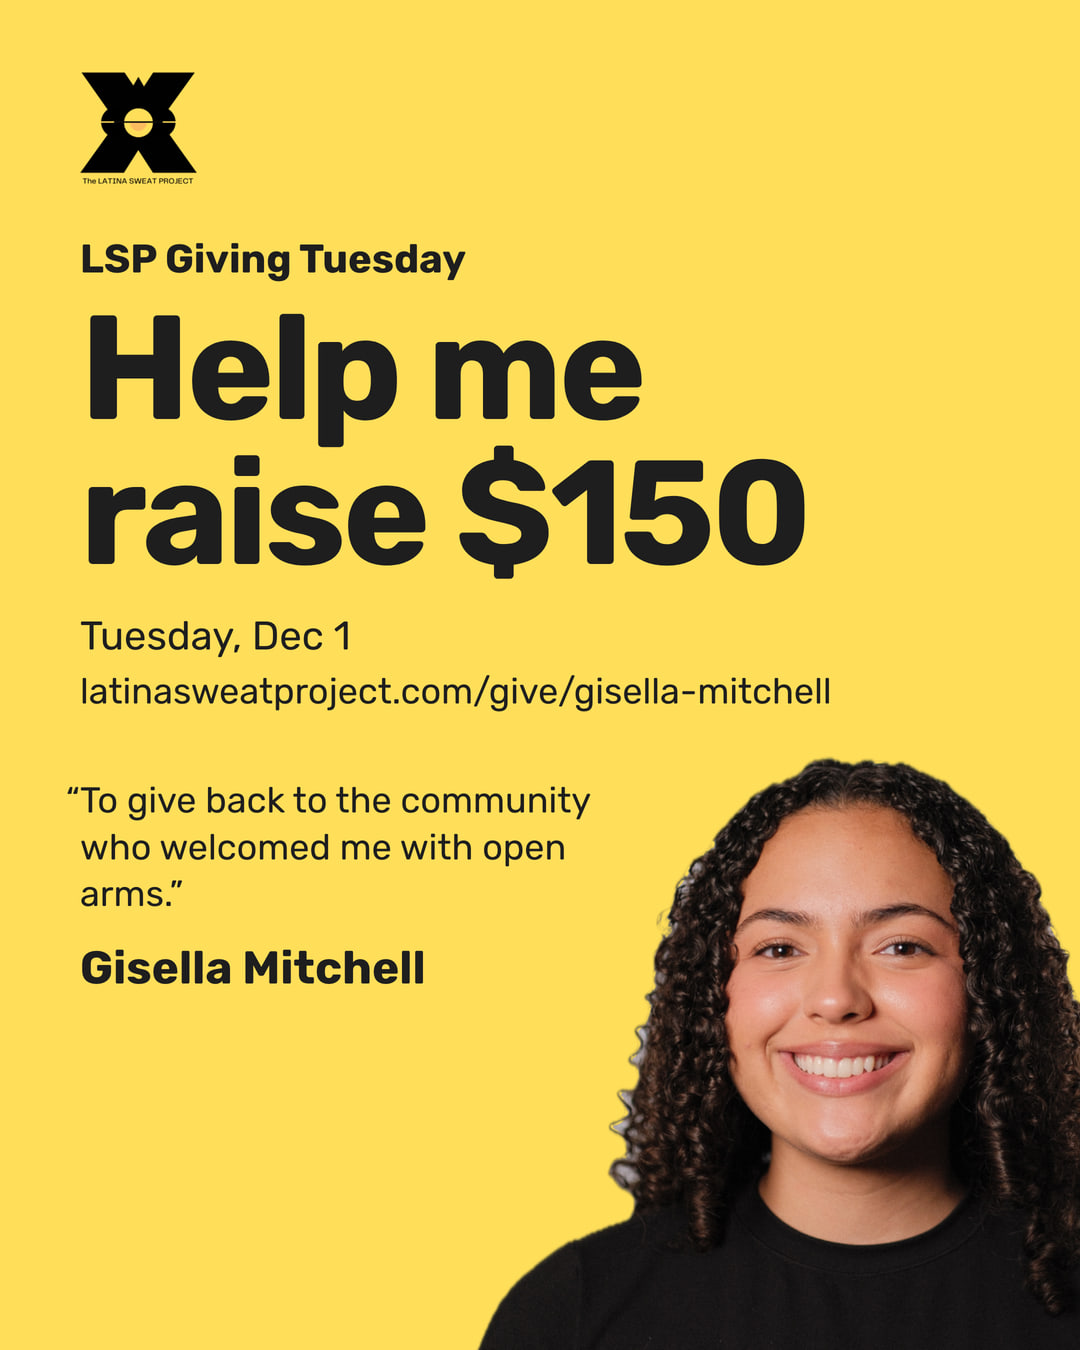 The LATINA SWEAT PROJECT
LSP Giving Tuesday
Help me
raise $150
Tuesday, Dec 1
latinasweatproject.com/give/gisella-mitchell
“To give back to the community
who welcomed me with open
arms.”
Gisella Mitchell